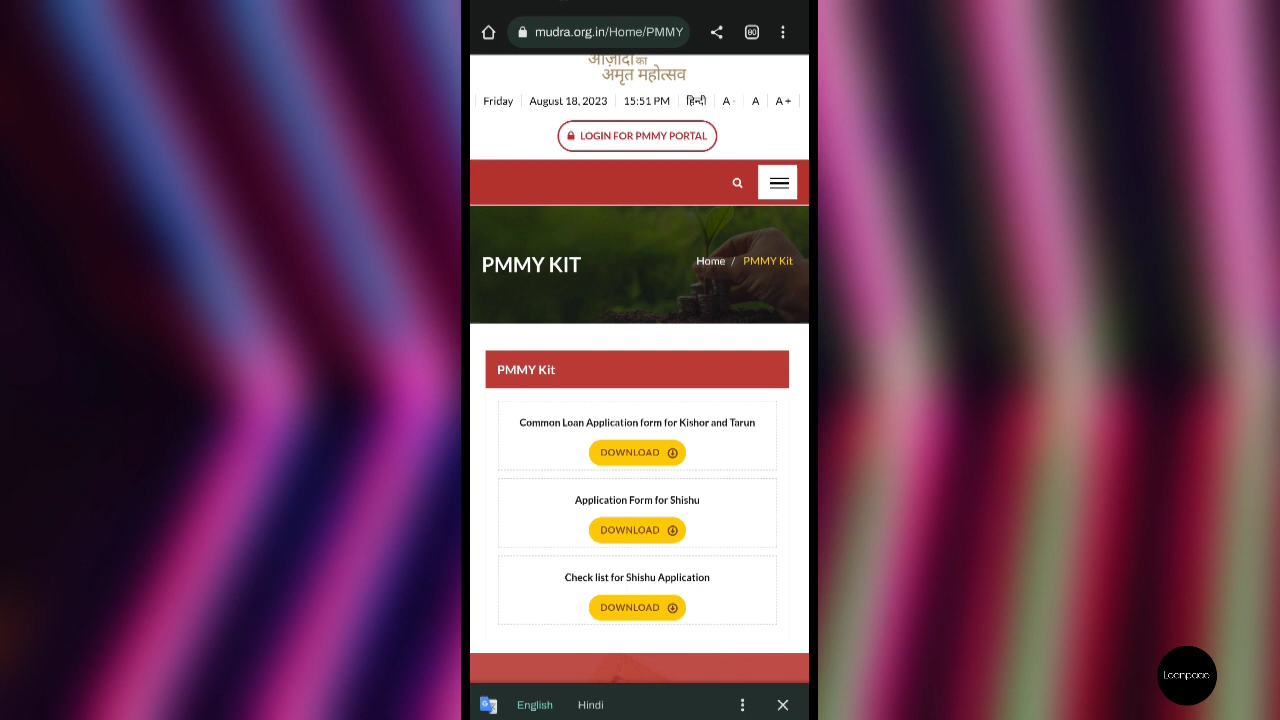 mudra.org.in/Home/PMMY
80
आज़ादी का
अमृत महोत्सव
Friday August 18, 2023 15:51 PM हिन्दी A - A A +
LOGIN FOR PMMY PORTAL
PMMY KIT
Home / PMMY Kit
PMMY Kit
Common Loan Application form for Kishor and Tarun
DOWNLOAD
Application Form for Shishu
DOWNLOAD
Check list for Shishu Application
DOWNLOAD
English Hindi